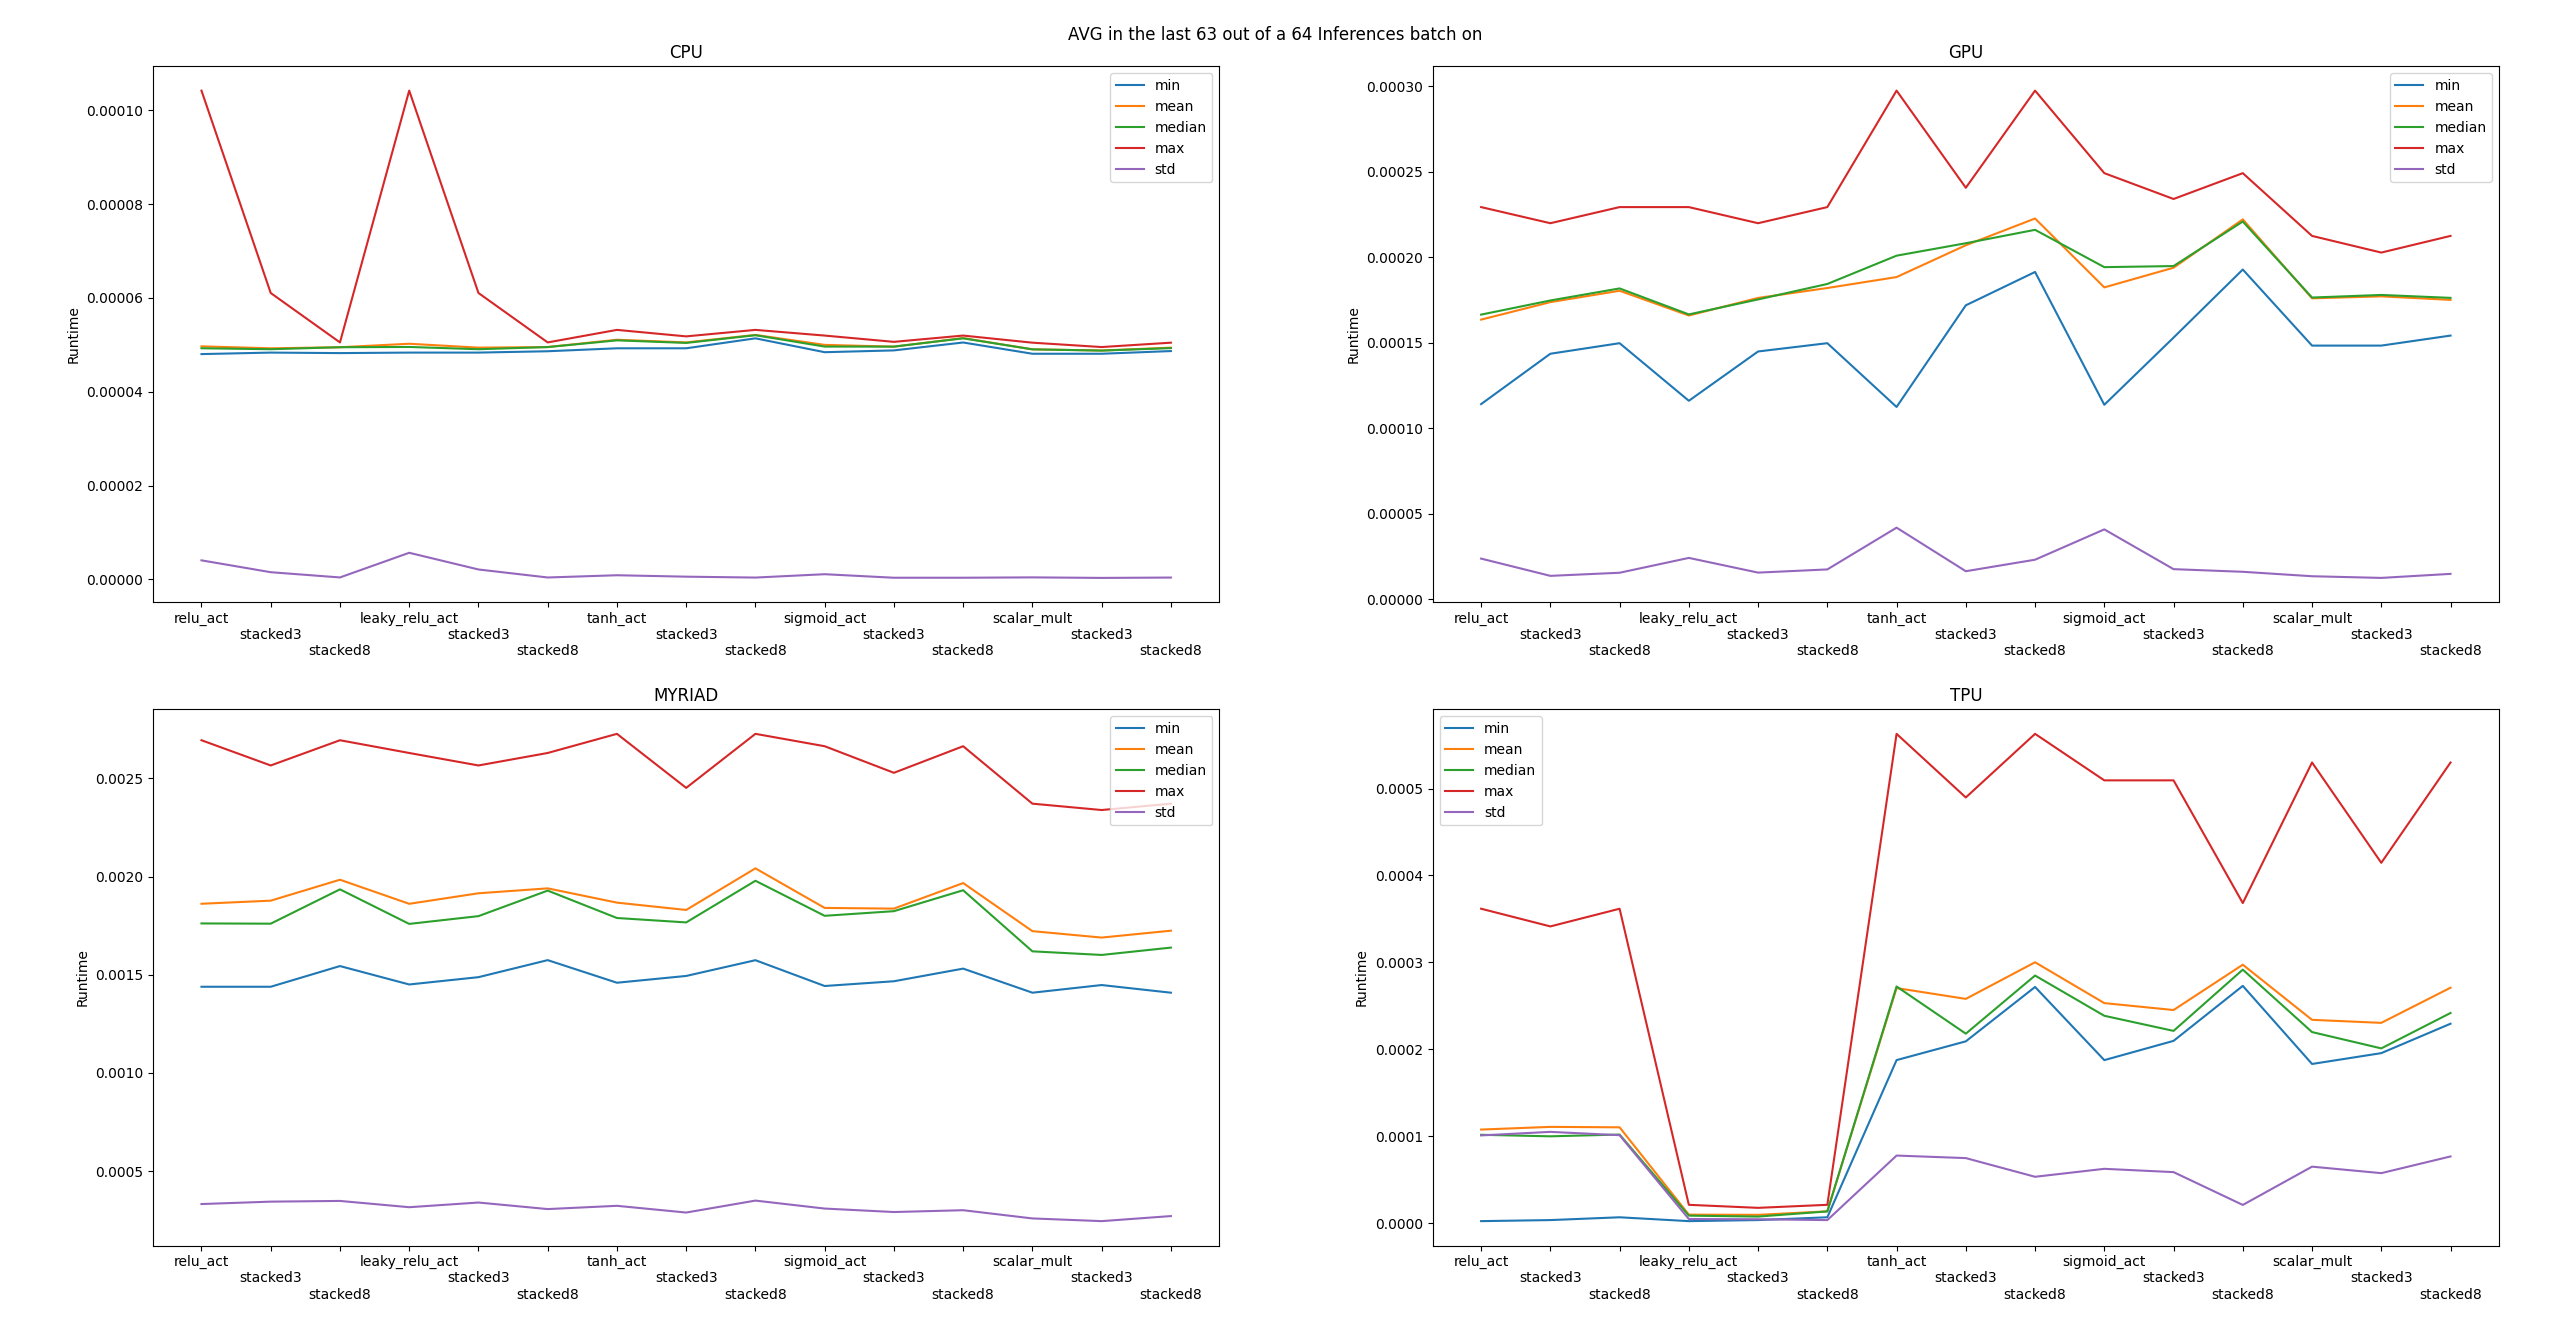 AVG in the last 63 out of a 64 Inferences batch on
CPU
Runtime
0.00010
0.00008
0.00006
0.00004
0.00002
0.00000
min
mean
median
max
std
relu_act leaky_relu_act tanh_act sigmoid_act scalar_mult
stacked3 stacked3 stacked3 stacked3 stacked3
stacked8 stacked8 stacked8 stacked8 stacked8
GPU
Runtime
0.00030
0.00025
0.00020
0.00015
0.00010
0.00005
0.00000
min
mean
median
max
std
relu_act leaky_relu_act tanh_act sigmoid_act scalar_mult
stacked3 stacked3 stacked3 stacked3 stacked3
stacked8 stacked8 stacked8 stacked8 stacked8
MYRIAD
Runtime
0.0025
0.0020
0.0015
0.0010
0.0005
min
mean
median
max
std
relu_act leaky_relu_act tanh_act sigmoid_act scalar_mult
stacked3 stacked3 stacked3 stacked3 stacked3
stacked8 stacked8 stacked8 stacked8 stacked8
TPU
Runtime
0.0005
0.0004
0.0003
0.0002
0.0001
0.0000
min
mean
median
max
std
relu_act leaky_relu_act tanh_act sigmoid_act scalar_mult
stacked3 stacked3 stacked3 stacked3 stacked3
stacked8 stacked8 stacked8 stacked8 stacked8